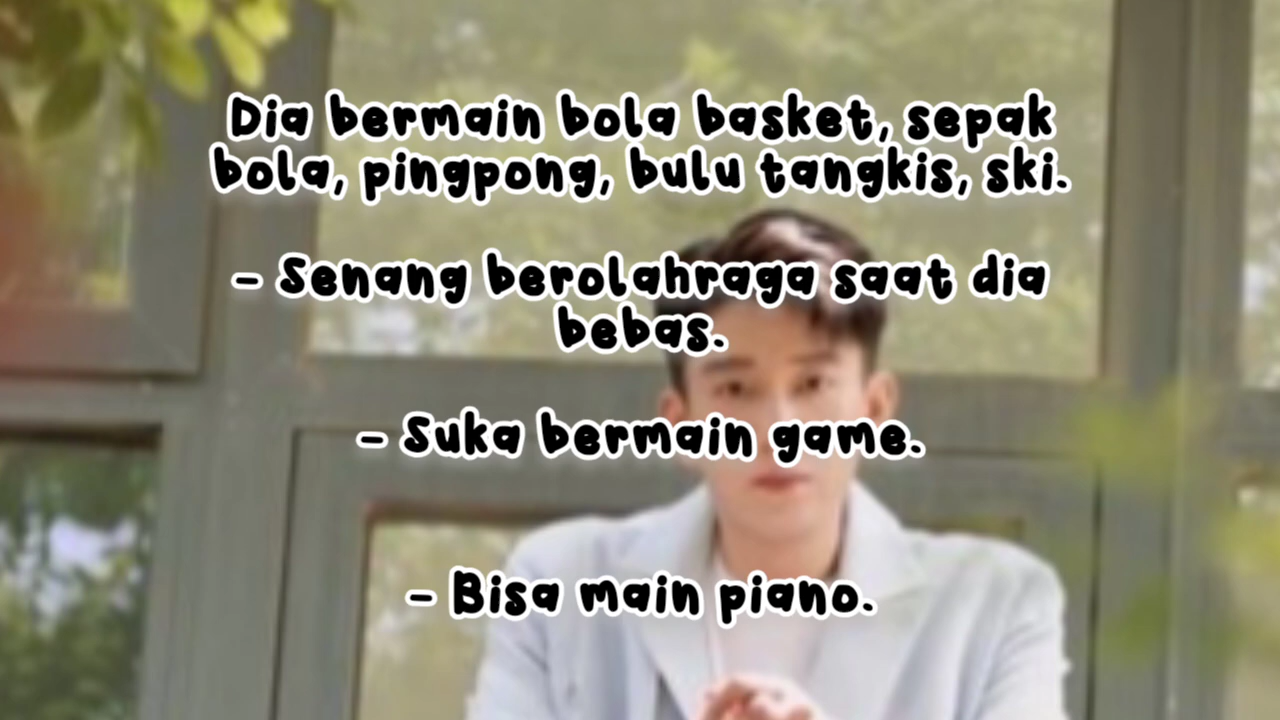 Dia bermain bola basket, sepak
bola, pingpong, bulu tangkis, ski.
- Senang berolahraga saat dia
bebas.
- Suka bermain game.
- Bisa main piano.